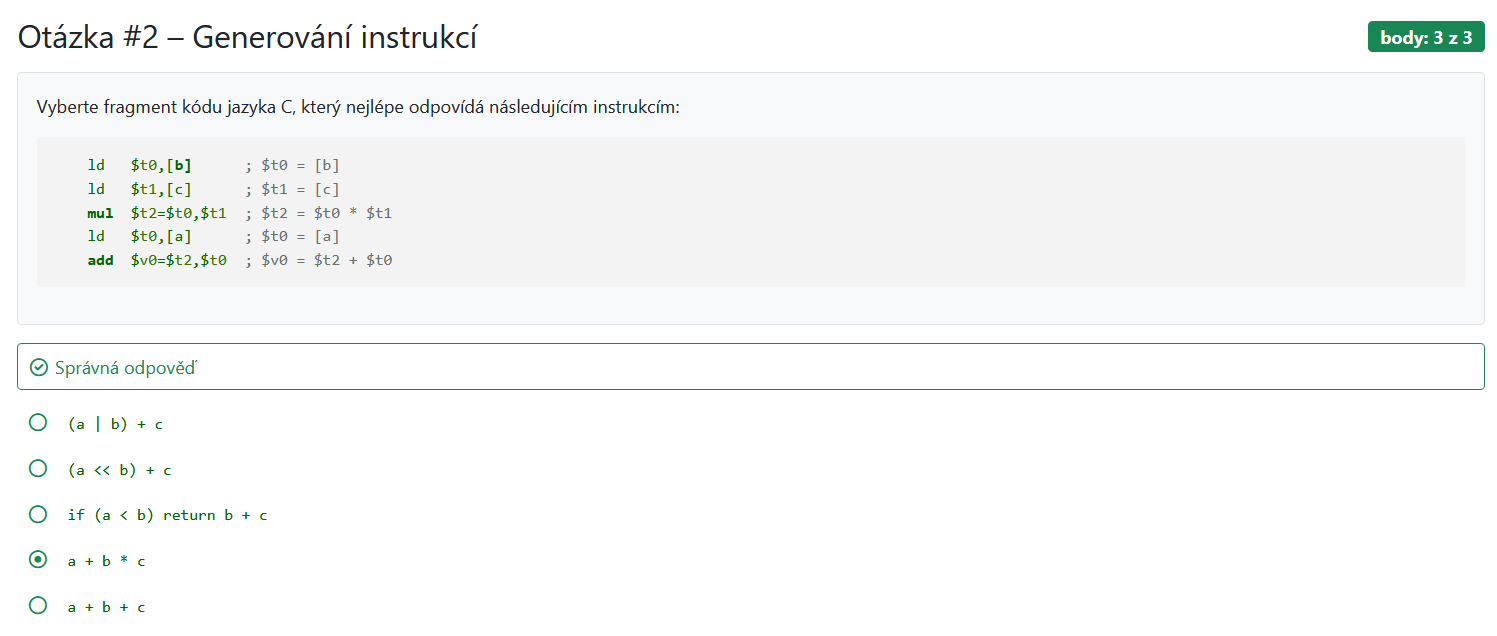 Otázka #2 – Generování instrukcí
body: 3 z 3
Vyberte fragment kódu jazyka C, který nejlépe odpovídá následujícím instrukcím:
ld $t0,[b] ; $t0 = [b]
ld $t1,[c] ; $t1 = [c]
mul $t2=$t0,$t1 ; $t2 = $t0 * $t1
ld $t0,[a] ; $t0 = [a]
add $v0=$t2,$t0 ; $v0 = $t2 + $t0
Správná odpověď
(a | b) + c
(a << b) + c
if (a < b) return b + c
a + b * c
a + b + c